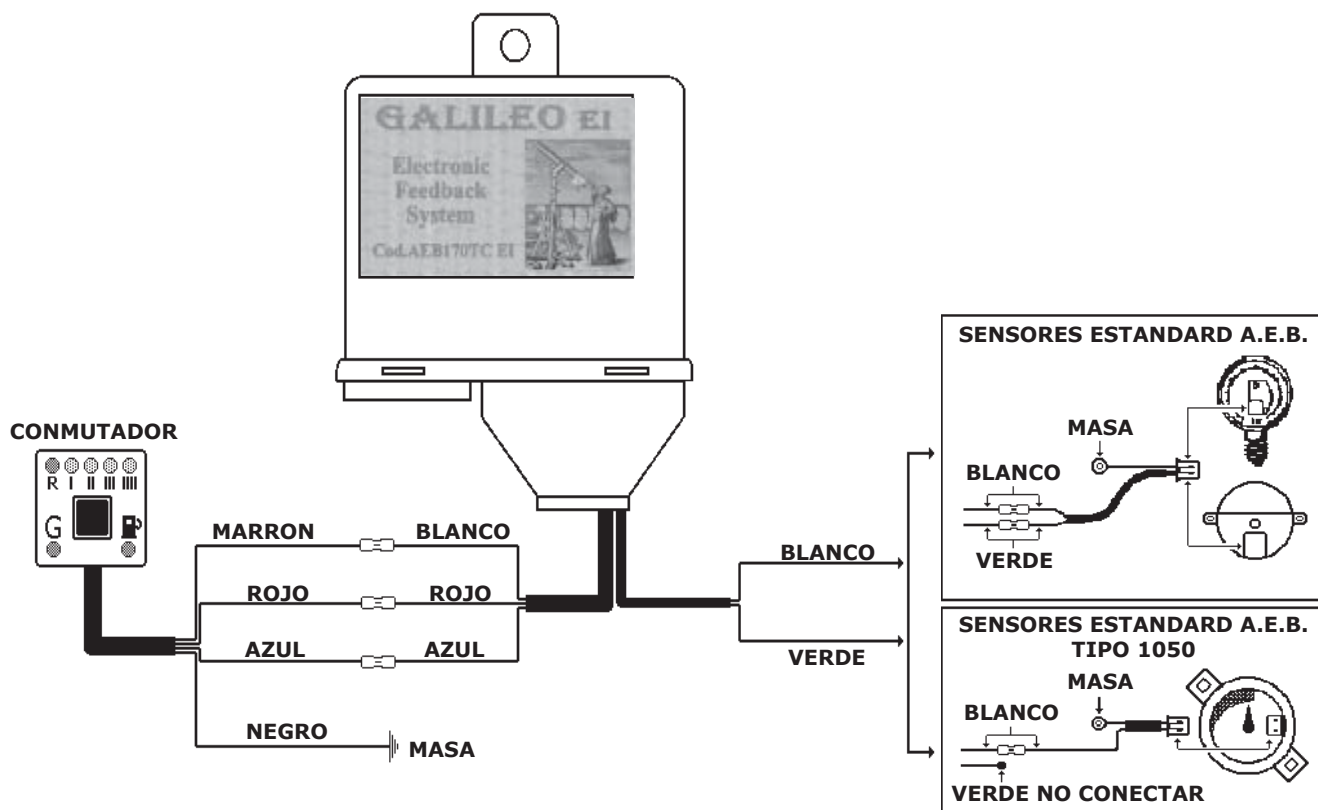 GALILEO EI
Electronic
Feedback
System
Cod.AEB170TC EI
CONMUTADOR
R I II III IIII
G
MARRON
BLANCO
ROJO
ROJO
AZUL
AZUL
NEGRO
MASA
BLANCO
VERDE
SENSORES ESTANDARD A.E.B.
MASA
BLANCO
VERDE
SENSORES ESTANDARD A.E.B.
TIPO 1050
MASA
BLANCO
VERDE NO CONECTAR